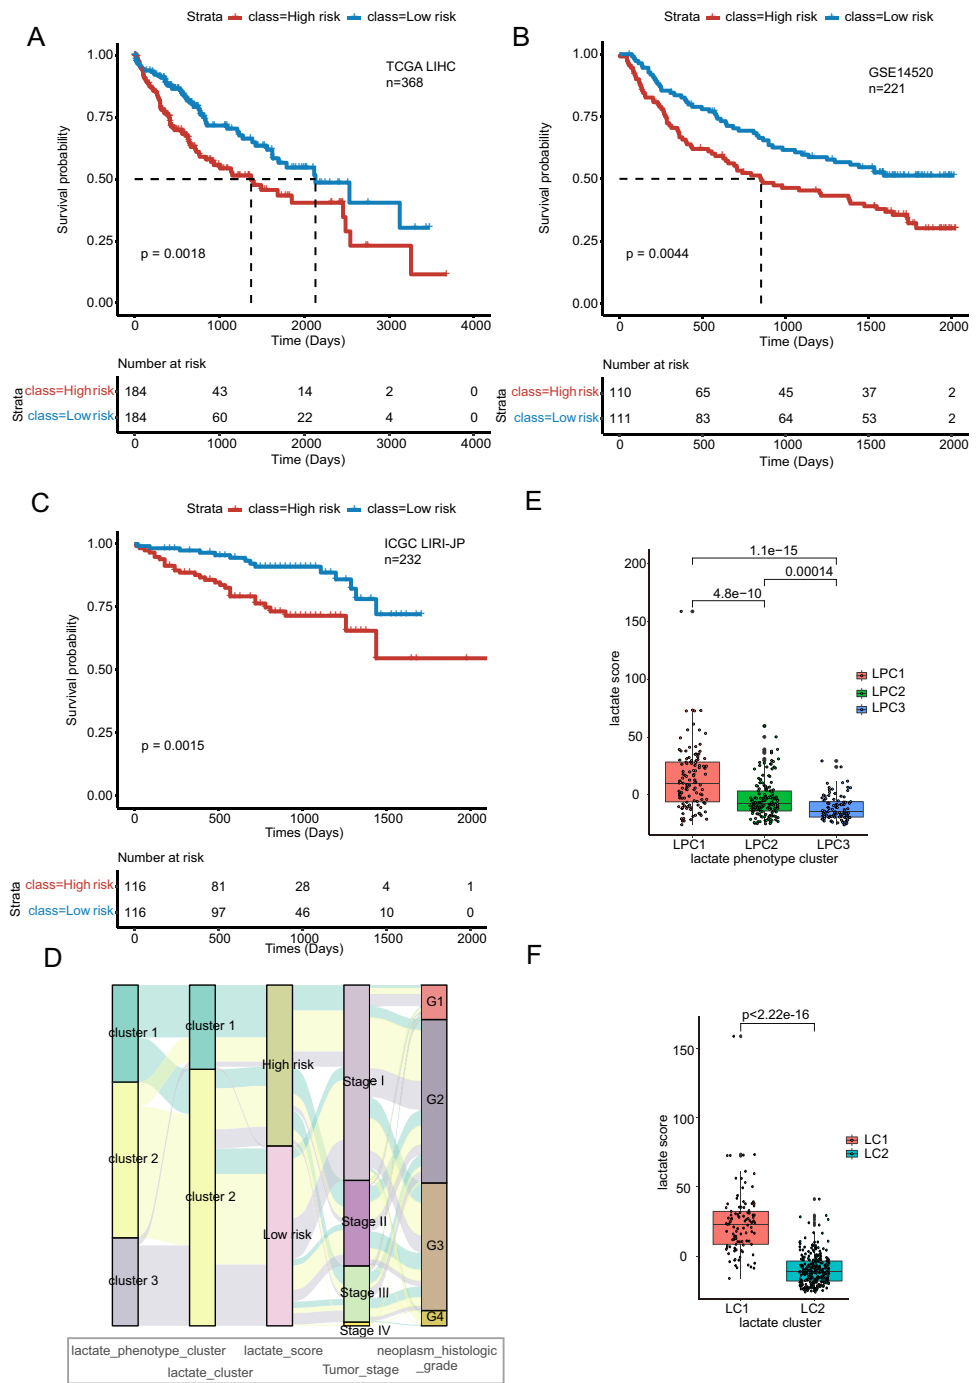 Strata class=High risk class=Low risk
A
TCGA LIHC
n=368
1.00
0.75
0.50
0.25
0.00
Survival probability
p = 0.0018
0 1000 2000 3000 4000
Time (Days)
Number at risk
Strata
class=High risk 184 43 14 2 0
class=Low risk 184 60 22 4 0
0 1000 2000 3000 4000
Time (Days)
Strata class=High risk class=Low risk
B
GSE14520
n=221
1.00
0.75
0.50
0.25
0.00
Survival probability
p = 0.0044
0 500 1000 1500 2000
Time (Days)
Number at risk
Strata
class=High risk 110 65 45 37 2
class=Low risk 111 83 64 53 2
0 500 1000 1500 2000
Time (Days)
C
Strata class=High risk class=Low risk
ICGC LIRI-JP
n=232
1.00
0.75
0.50
0.25
0.00
Survival probability
p = 0.0015
0 500 1000 1500 2000
Times (Days)
Number at risk
Strata
class=High risk 116 81 28 4 1
class=Low risk 116 97 46 10 0
0 500 1000 1500 2000
Times (Days)
E
1.1e−15
0.00014
4.8e−10
200
150
100
50
0
lactate score
LPC1
LPC2
LPC3
LPC1 LPC2 LPC3
lactate phenotype cluster
D
cluster 1
cluster 2
cluster 3
cluster 1
cluster 2
High risk
Low risk
Stage I
Stage II
Stage III
Stage IV
G1
G2
G3
G4
lactate_phenotype_cluster lactate_score neoplasm_histologic
lactate_cluster Tumor_stage _grade
F
p<2.22e-16
150
100
50
0
lactate score
LC1
LC2
LC1 LC2
lactate cluster